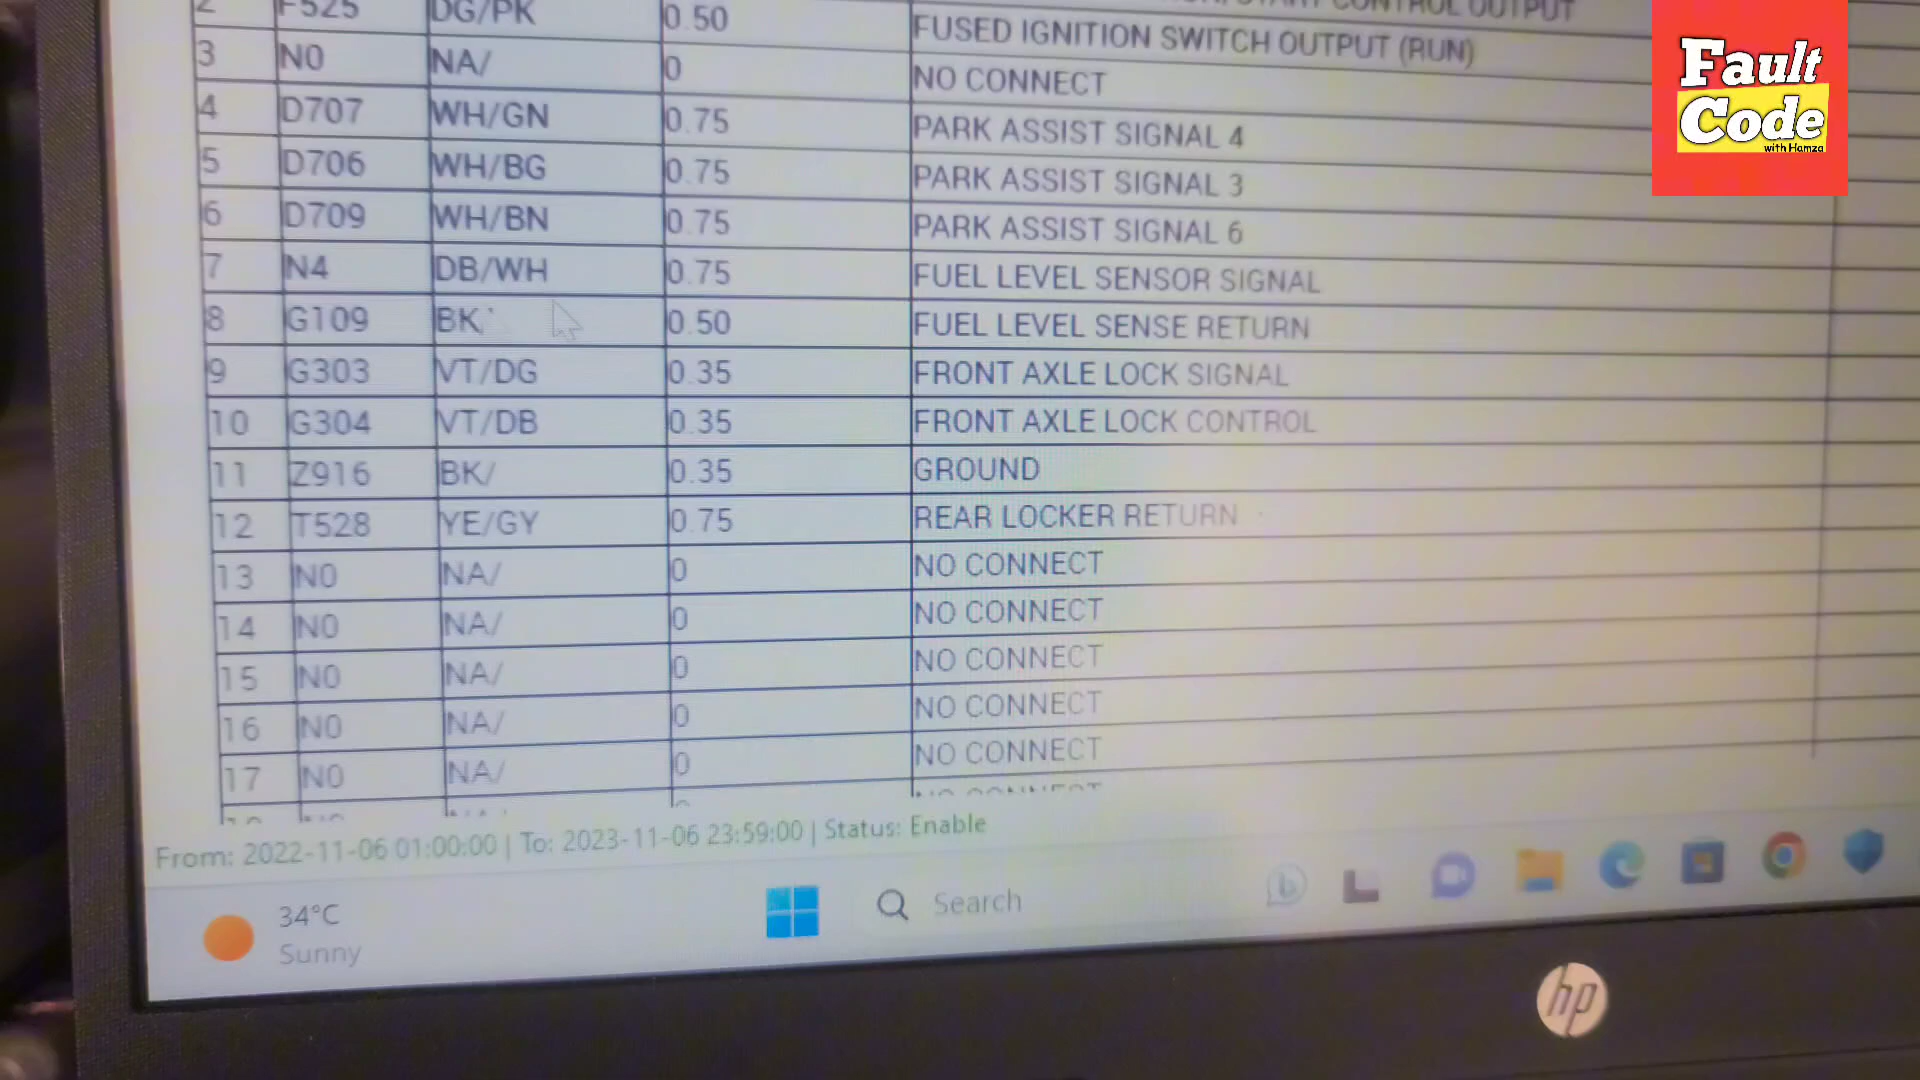 2 F525 DG/PK 0.50 FUSED IGNITION SWITCH OUTPUT (RUN)
3 N0 NA/ 0 NO CONNECT
4 D707 WH/GN 0.75 PARK ASSIST SIGNAL 4
5 D706 WH/BG 0.75 PARK ASSIST SIGNAL 3
6 D709 WH/BN 0.75 PARK ASSIST SIGNAL 6
7 N4 DB/WH 0.75 FUEL LEVEL SENSOR SIGNAL
8 G109 BK 0.50 FUEL LEVEL SENSE RETURN
9 G303 VT/DG 0.35 FRONT AXLE LOCK SIGNAL
10 G304 VT/DB 0.35 FRONT AXLE LOCK CONTROL
11 Z916 BK/ 0.35 GROUND
12 T528 YE/GY 0.75 REAR LOCKER RETURN
13 N0 NA/ 0 NO CONNECT
14 N0 NA/ 0 NO CONNECT
15 N0 NA/ 0 NO CONNECT
16 N0 NA/ 0 NO CONNECT
17 N0 NA/ 0 NO CONNECT
From: 2022-11-06 01:00:00 | To: 2023-11-06 23:59:00 | Status: Enable
34°C
Sunny
Search
hp
Fault
Code
with Hamza